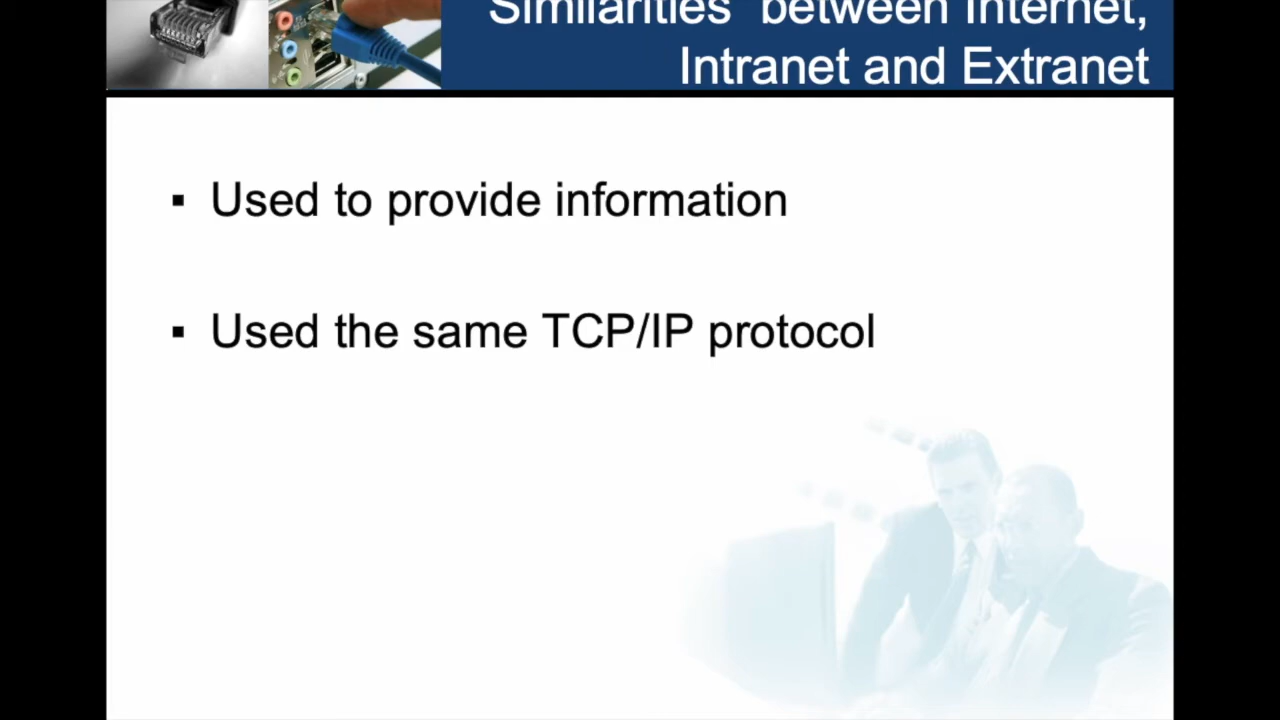 Similarities between Internet,
Intranet and Extranet
▪ Used to provide information
▪ Used the same TCP/IP protocol